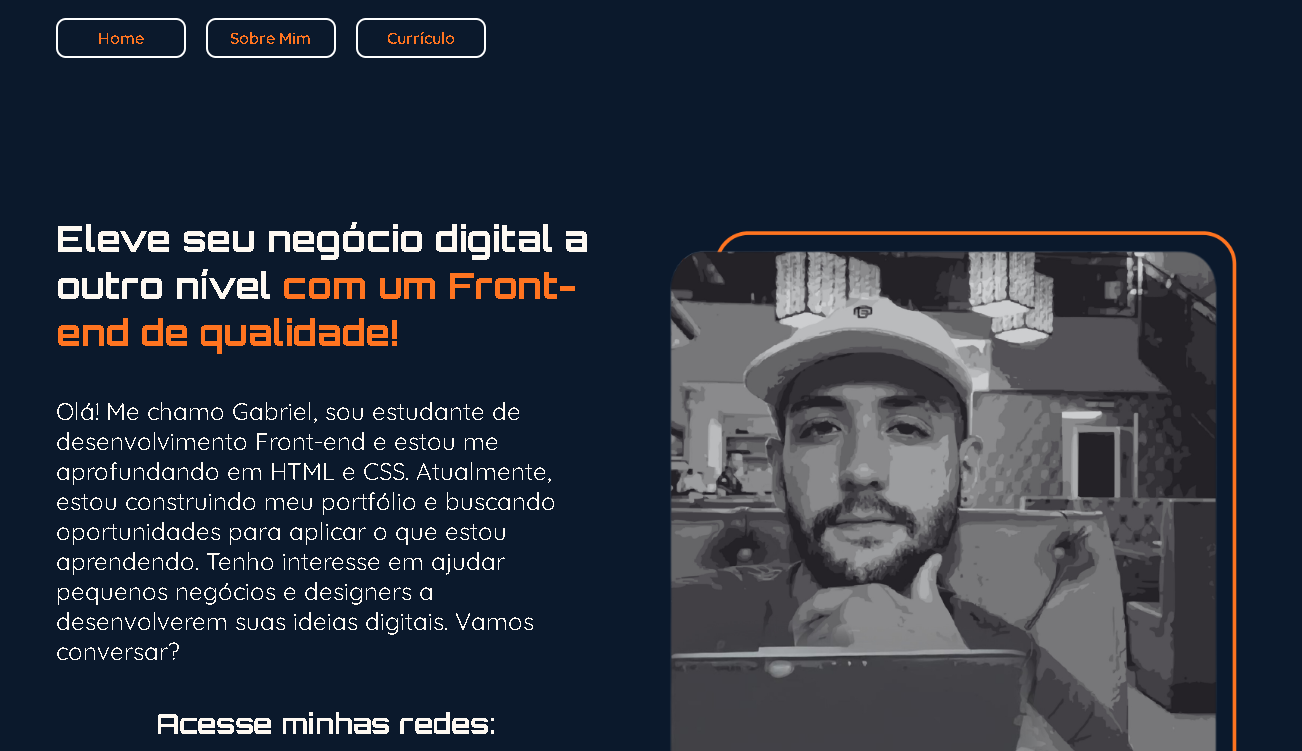 Home
Sobre Mim
Currículo
Eleve seu negócio digital a
outro nível com um Front-
end de qualidade!
Olá! Me chamo Gabriel, sou estudante de
desenvolvimento Front-end e estou me
aprofundando em HTML e CSS. Atualmente,
estou construindo meu portfólio e buscando
oportunidades para aplicar o que estou
aprendendo. Tenho interesse em ajudar
pequenos negócios e designers a
desenvolverem suas ideias digitais. Vamos
conversar?
Acesse minhas redes: